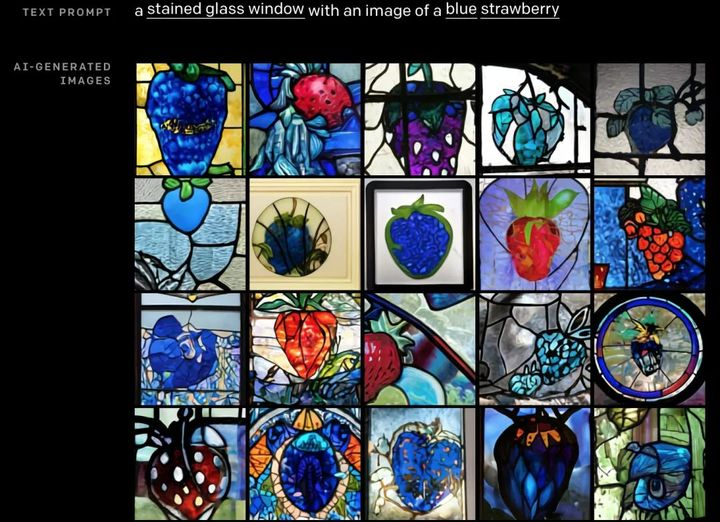 TEXT PROMPT
a stained glass window with an image of a blue strawberry
AI-GENERATED
IMAGES